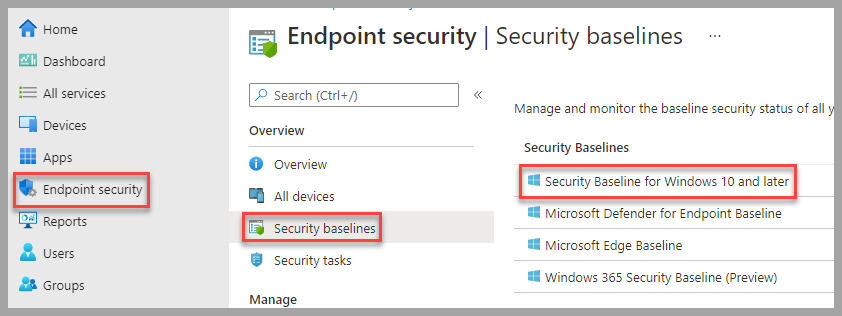 Home
Dashboard
All services
Devices
Apps
Endpoint security
Reports
Users
Groups
Endpoint security | Security baselines ...
Search (Ctrl+/)
«
Overview
Overview
All devices
Security baselines
Security tasks
Manage
Manage and monitor the baseline security status of all y
Security Baselines
Security Baseline for Windows 10 and later
Microsoft Defender for Endpoint Baseline
Microsoft Edge Baseline
Windows 365 Security Baseline (Preview)